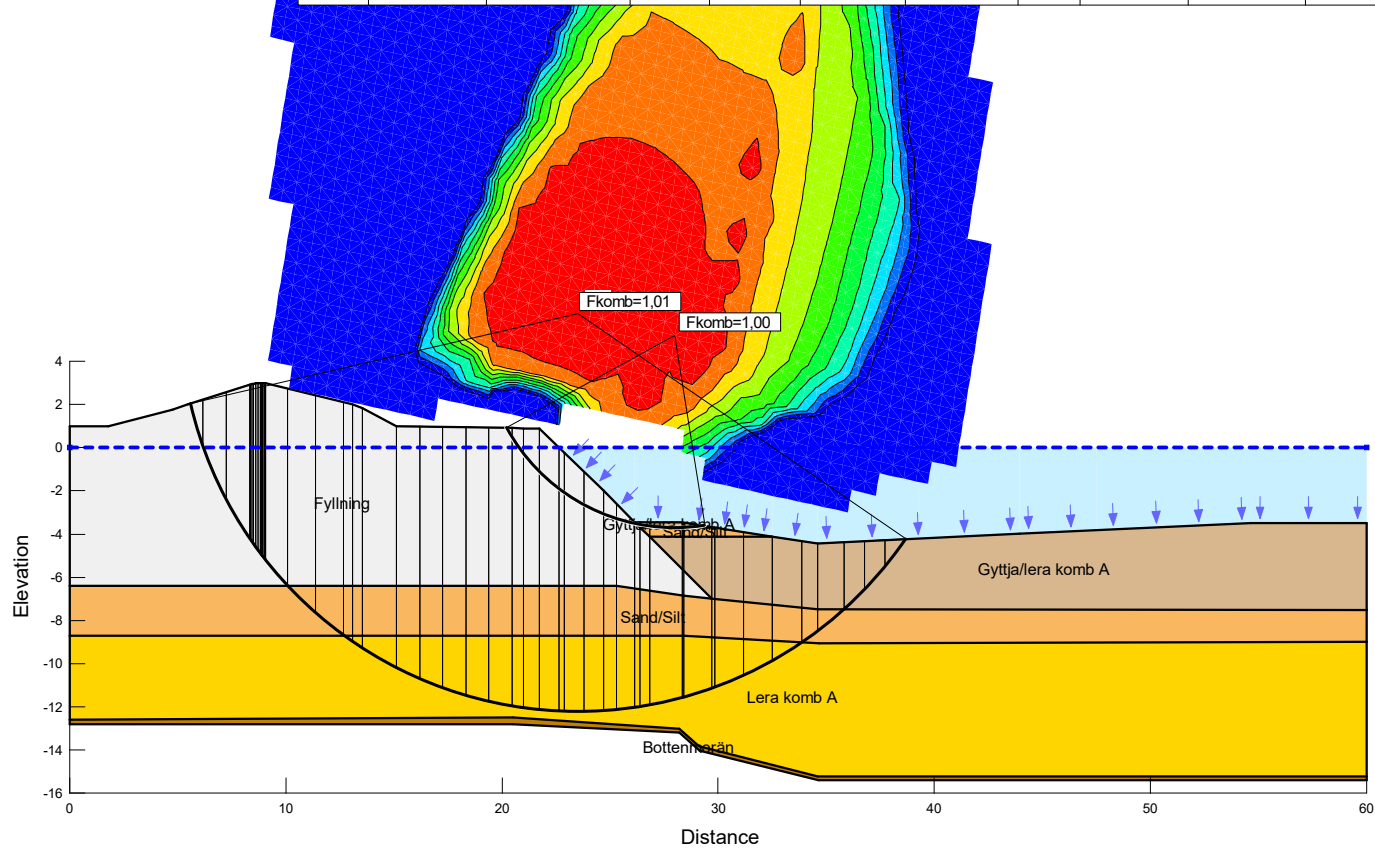 Fkomb=1,01
Fkomb=1,00
4
2
0
-2
-4
-6
-8
-10
-12
-14
-16
Elevation
Fyllning
Gyttja/lera komb A
Sand/Silt
Gyttja/lera komb A
Sand/Silt
Lera komb A
Bottenmorän
0
10
20
30
40
50
60
Distance